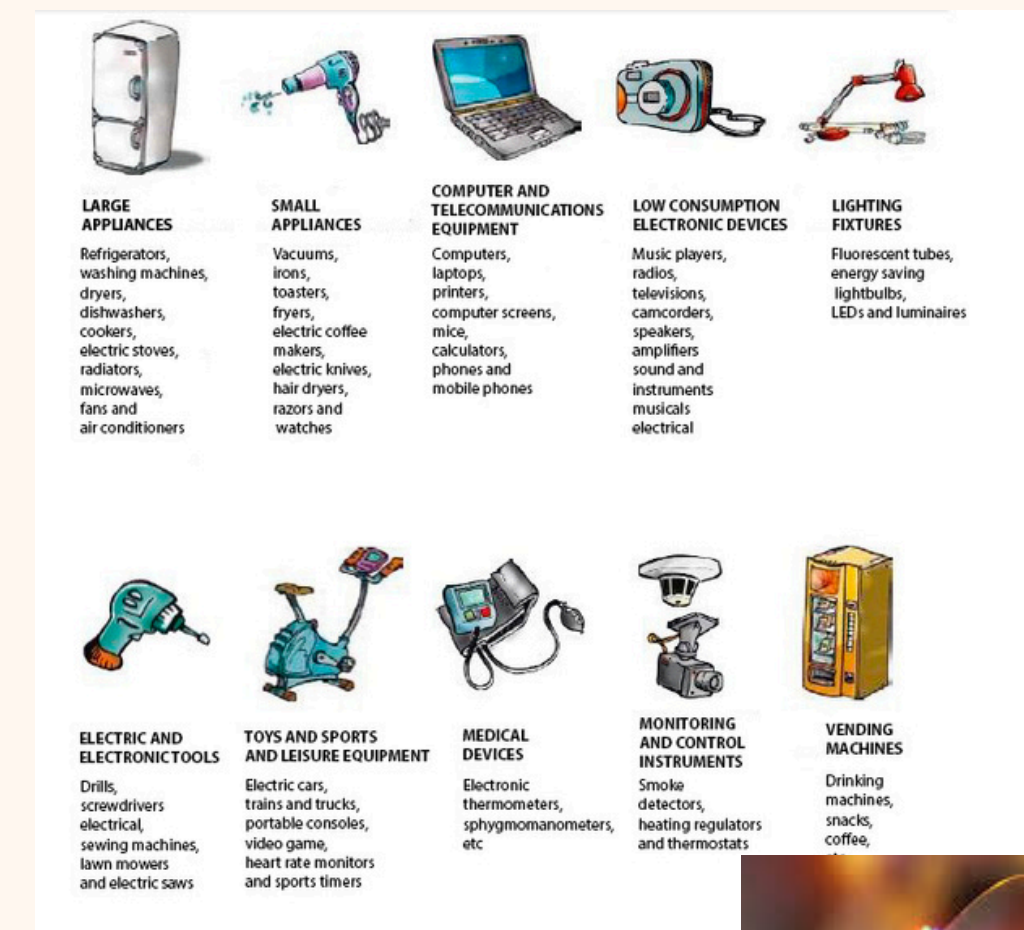 LARGE
APPLIANCES
Refrigerators,
washing machines,
dryers,
dishwashers,
cookers,
electric stoves,
radiators,
microwaves,
fans and
air conditioners
SMALL
APPLIANCES
Vacuums,
irons,
toasters,
fryers,
electric coffee
makers,
electric knives,
hair dryers,
razors and
watches
COMPUTER AND
TELECOMMUNICATIONS
EQUIPMENT
Computers,
laptops,
printers,
computer screens,
mice,
calculators,
phones and
mobile phones
LOW CONSUMPTION
ELECTRONIC DEVICES
Music players,
radios,
televisions,
camcorders,
speakers,
amplifiers
sound and
instruments
musicals
electrical
LIGHTING
FIXTURES
Fluorescent tubes,
energy saving
lightbulbs,
LEDs and luminaires
ELECTRIC AND
ELECTRONIC TOOLS
Drills,
screwdrivers
electrical,
sewing machines,
lawn mowers
and electric saws
TOYS AND SPORTS
AND LEISURE EQUIPMENT
Electric cars,
trains and trucks,
portable consoles,
video game,
heart rate monitors
and sports timers
MEDICAL
DEVICES
Electronic
thermometers,
sphygmomanometers,
etc
MONITORING
AND CONTROL
INSTRUMENTS
Smoke
detectors,
heating regulators
and thermostats
VENDING
MACHINES
Drinking
machines,
snacks,
coffee,